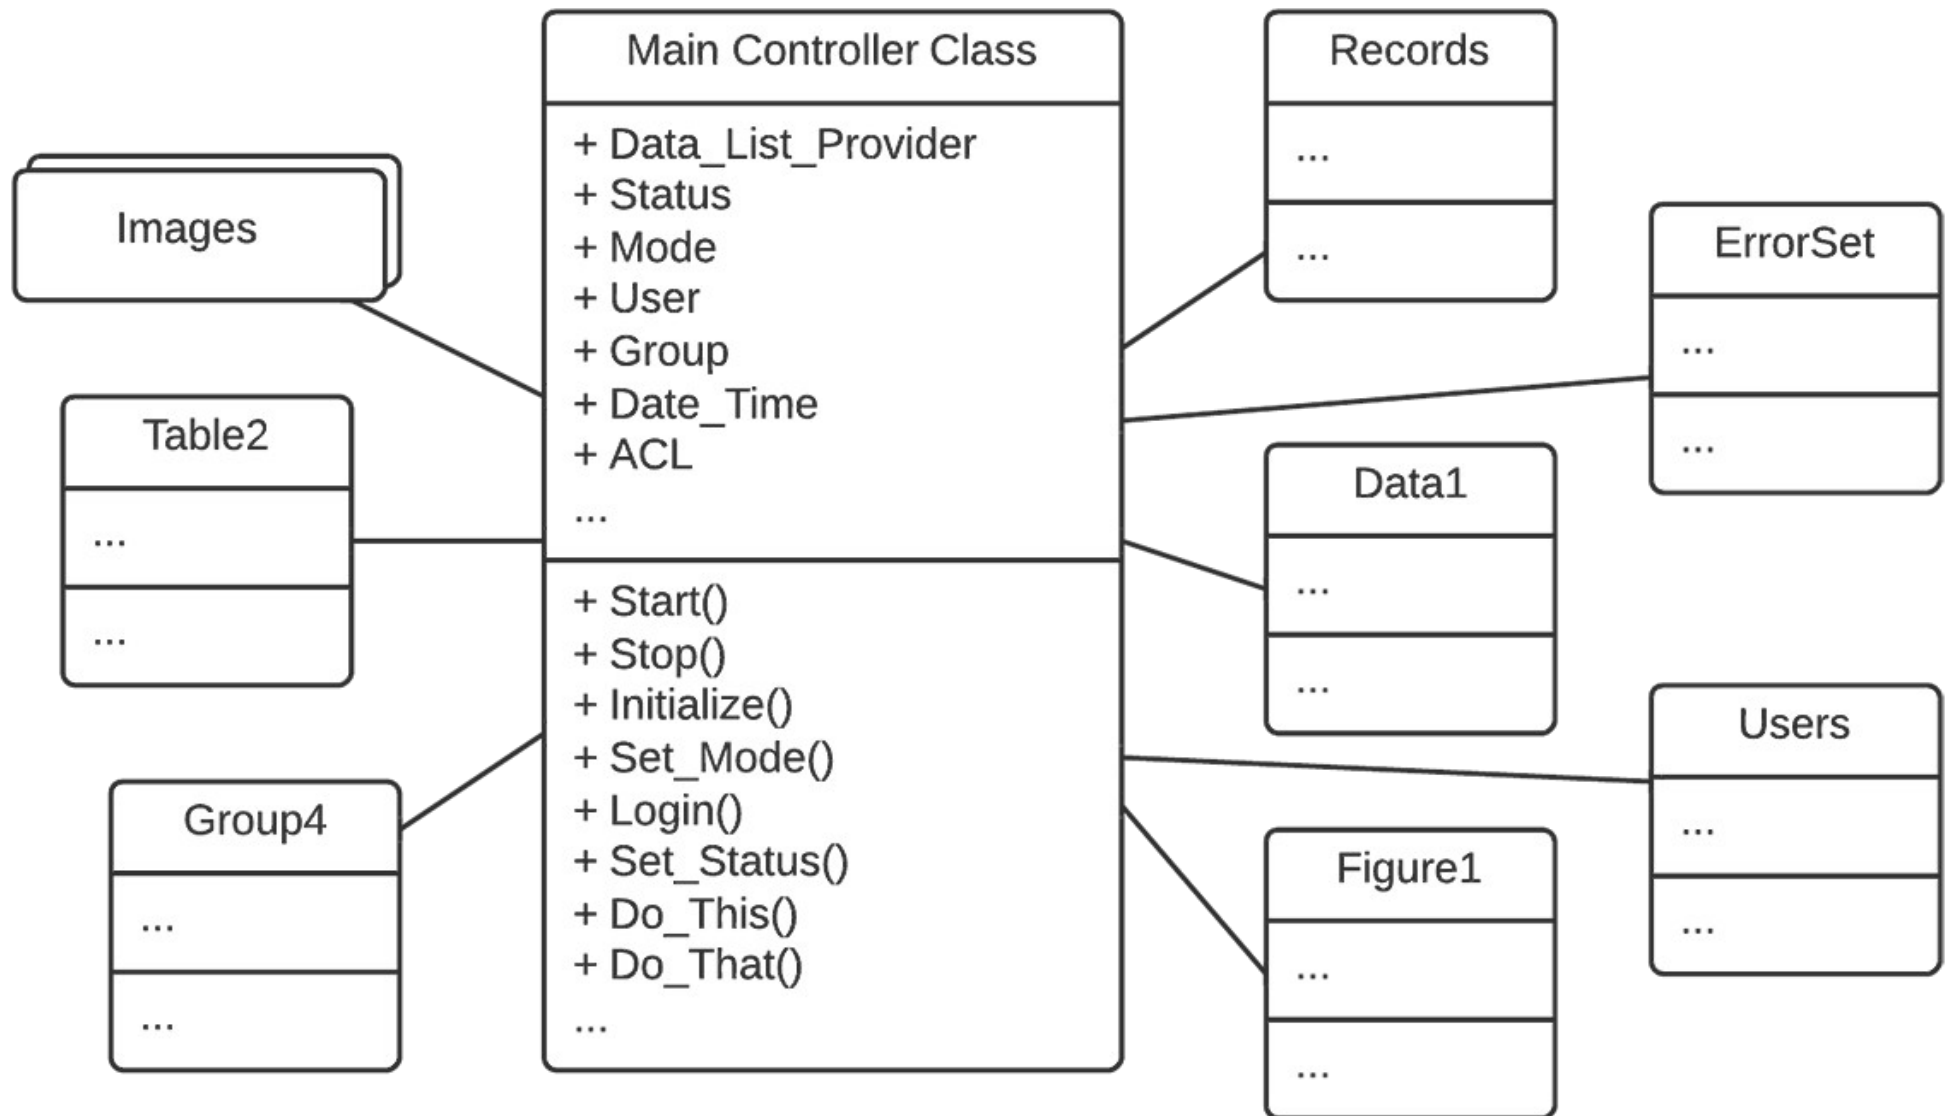 Main Controller Class
+ Data_List_Provider
+ Status
+ Mode
+ User
+ Group
+ Date_Time
+ ACL
...
+ Start()
+ Stop()
+ Initialize()
+ Set_Mode()
+ Login()
+ Set_Status()
+ Do_This()
+ Do_That()
...
Images
Table2
...
...
Group4
...
...
Records
...
...
ErrorSet
...
...
Data1
...
...
Users
...
...
Figure1
...
...